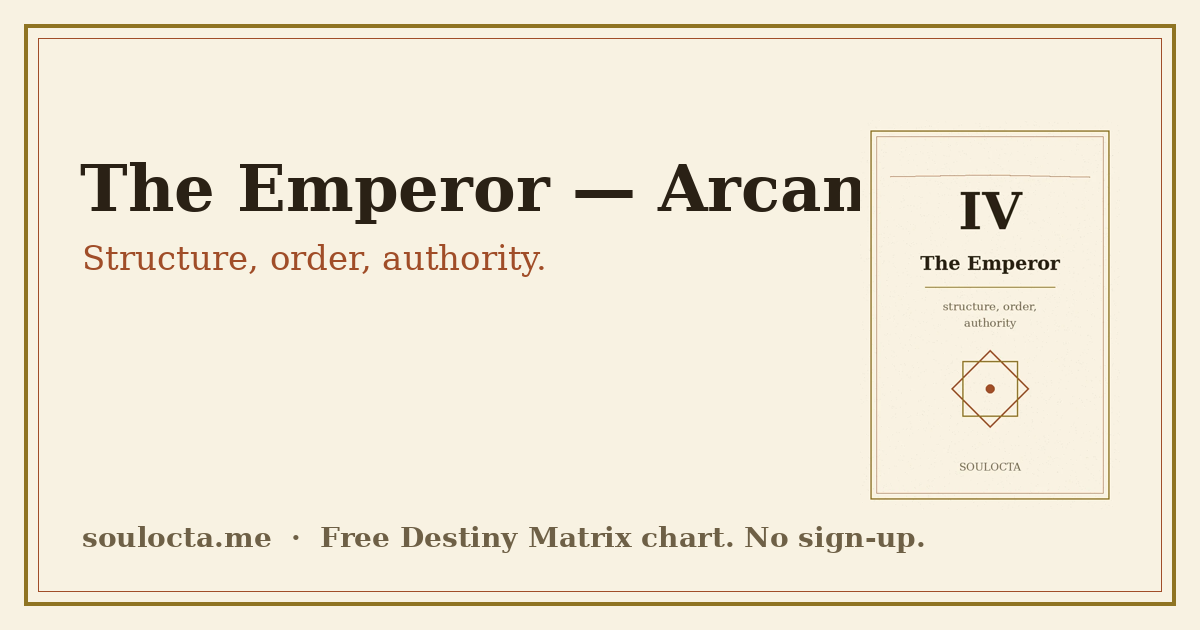 The Emperor — Arcan
Structure, order, authority.
IV
The Emperor
structure, order,
authority
SOULOCTA
soulocta.me · Free Destiny Matrix chart. No sign-up.